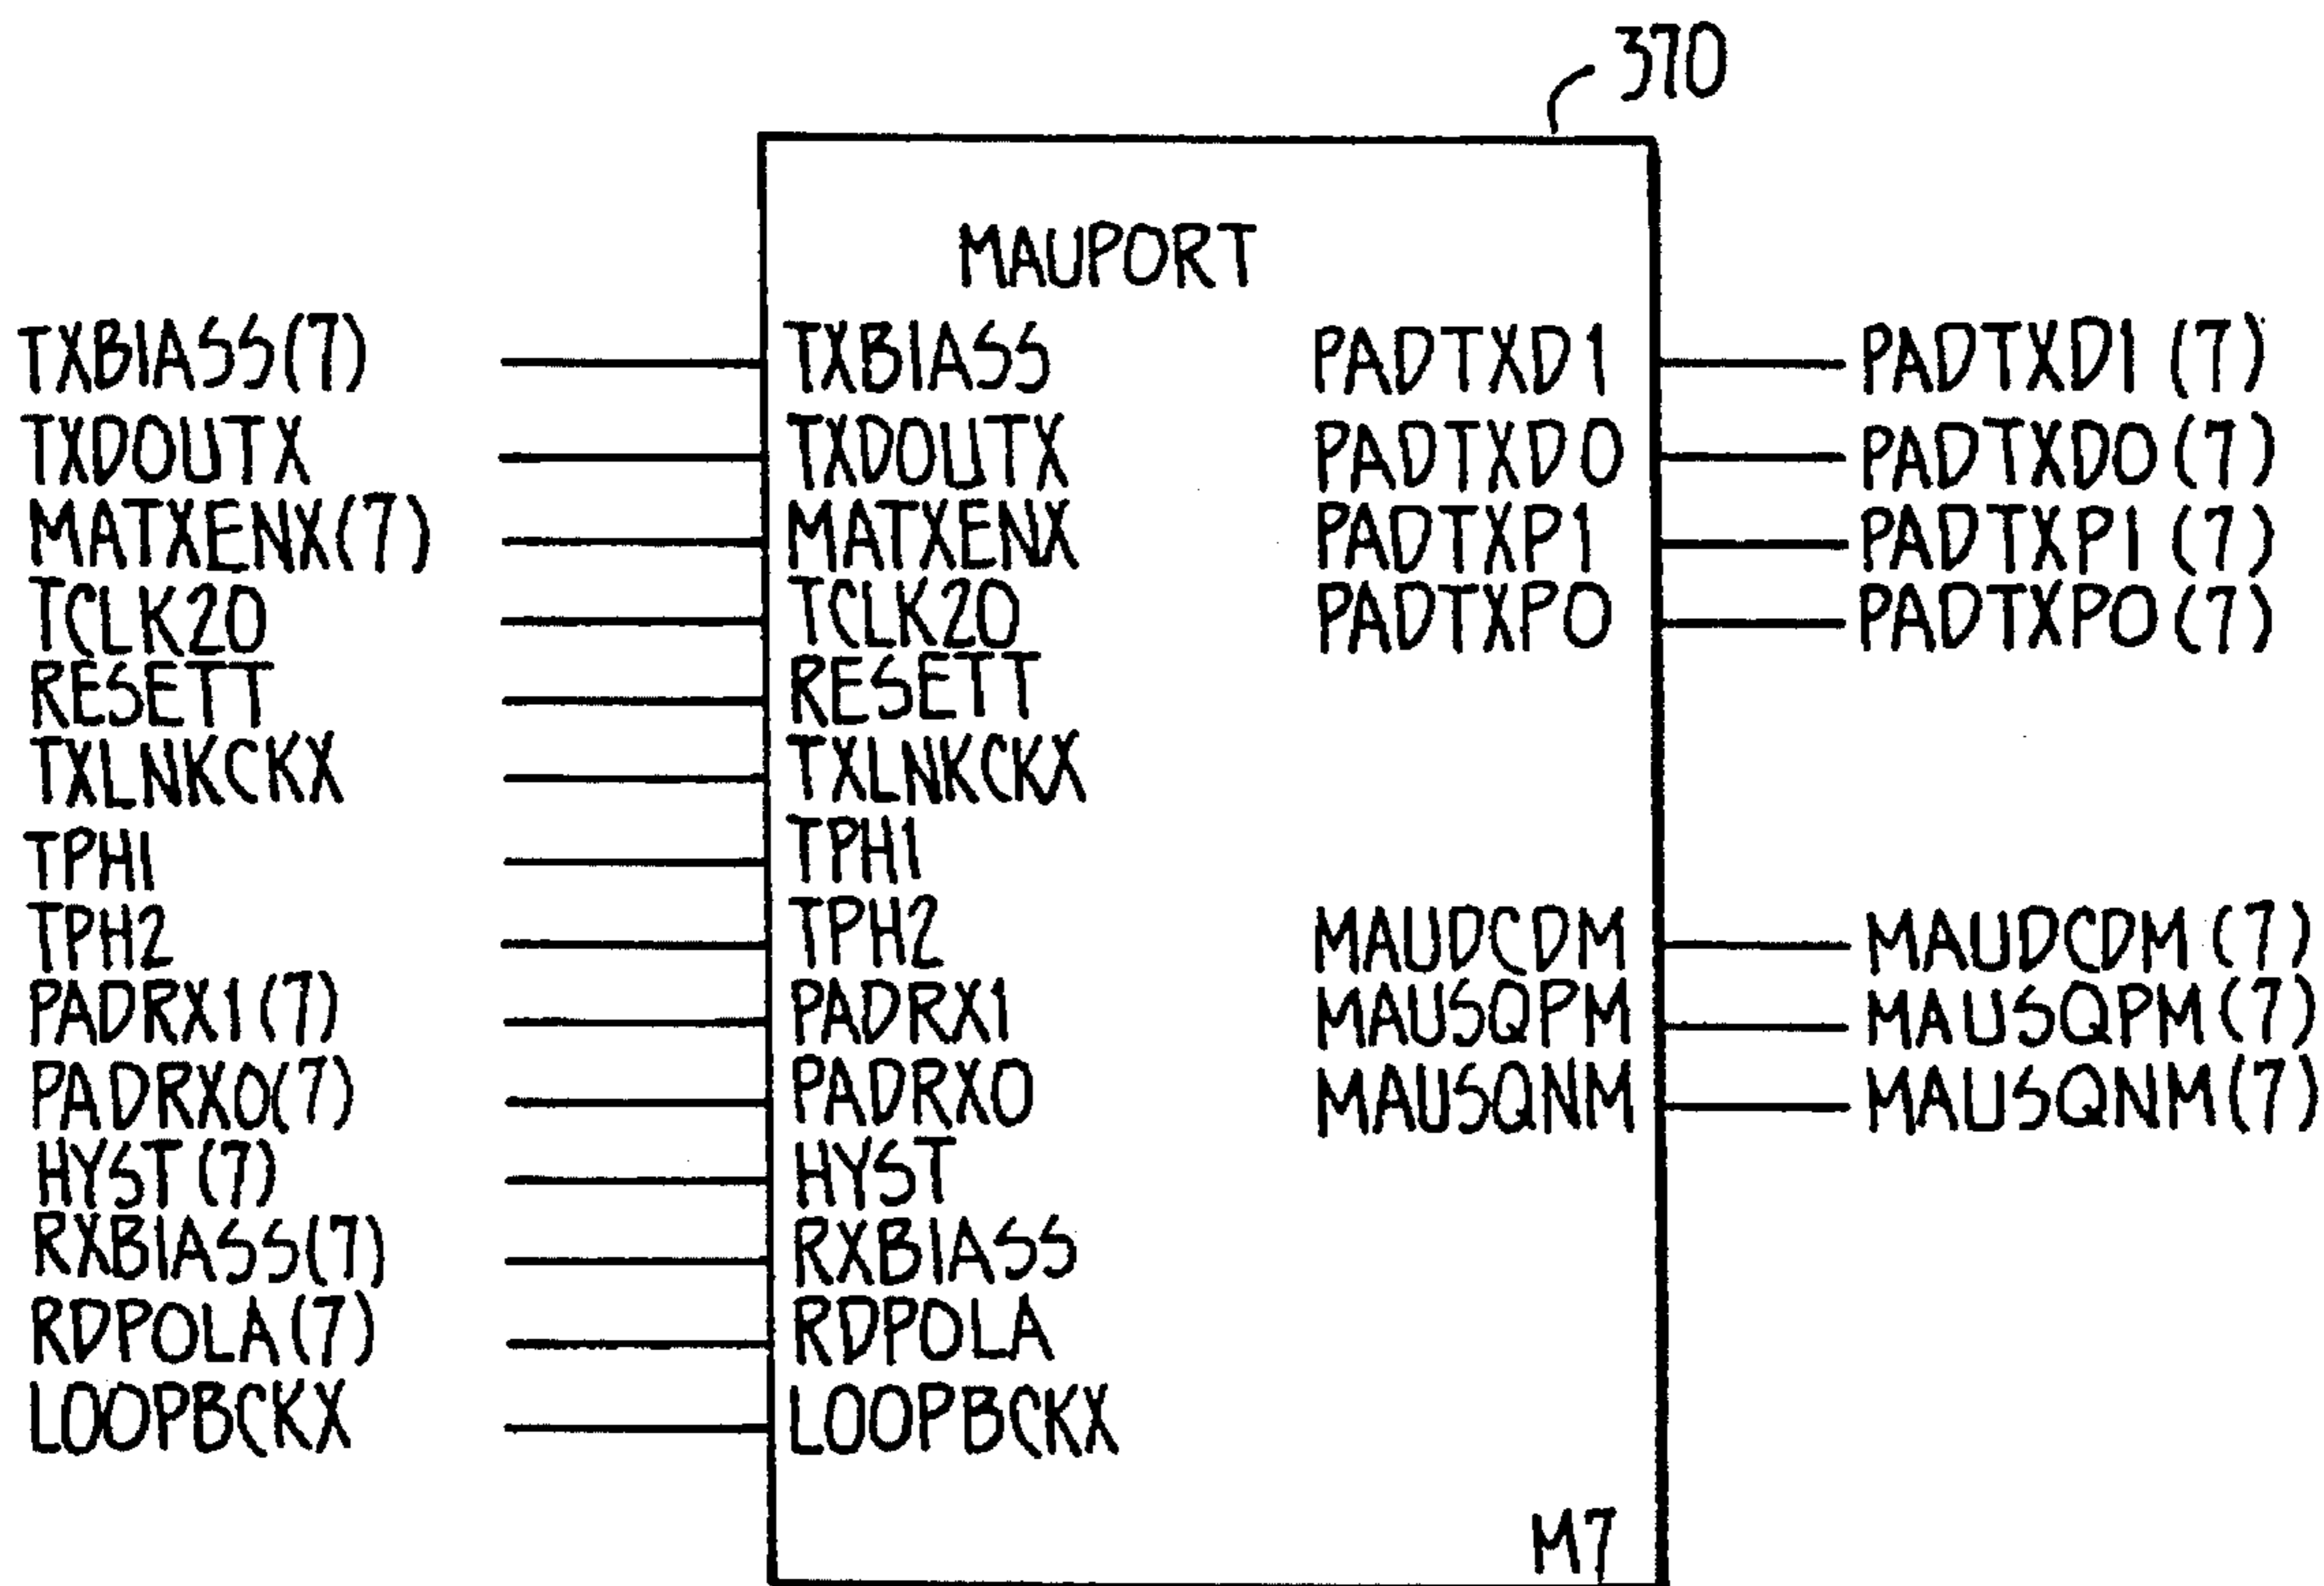 370
MAUPORT
TXBIASS(7) TXBIASS PADTXD1 PADTXD1(7)
TXDOUTX TXDOUTX PADTXD0 PADTXD0(7)
MATXENX(7) MATXENX PADTXP1 PADTXP1(7)
TCLK20 TCLK20 PADTXP0 PADTXP0(7)
RESETT RESETT
TXLNKCKX TXLNKCKX
TPH1 TPH1
TPH2 TPH2 MAUDCDM MAUDCDM(7)
PADRX1(7) PADRX1 MAUSQPM MAUSQPM(7)
PADRX0(7) PADRX0 MAUSQNM MAUSQNM(7)
HYST(7) HYST
RXBIASS(7) RXBIASS
RDPOLA(7) RDPOLA
LOOPBCKX LOOPBCKX
M7